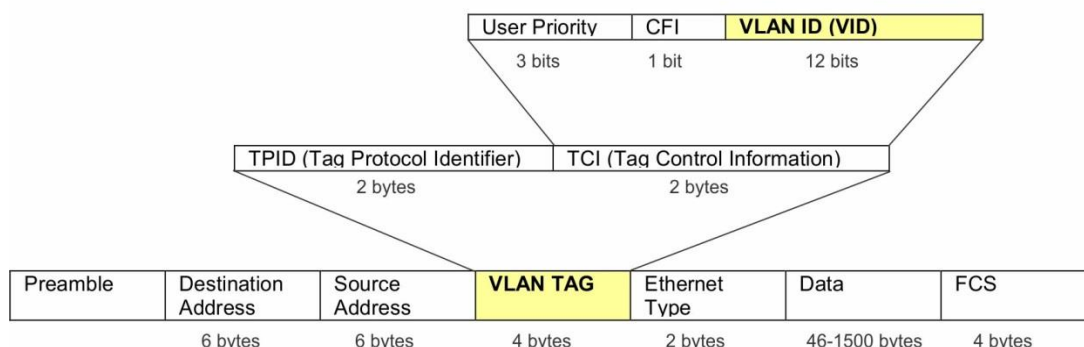 User Priority CFI VLAN ID (VID)
3 bits 1 bit 12 bits
TPID (Tag Protocol Identifier) TCI (Tag Control Information)
2 bytes 2 bytes
Preamble Destination Source VLAN TAG Ethernet Data FCS
Address Address Type
6 bytes 6 bytes 4 bytes 2 bytes 46-1500 bytes 4 bytes